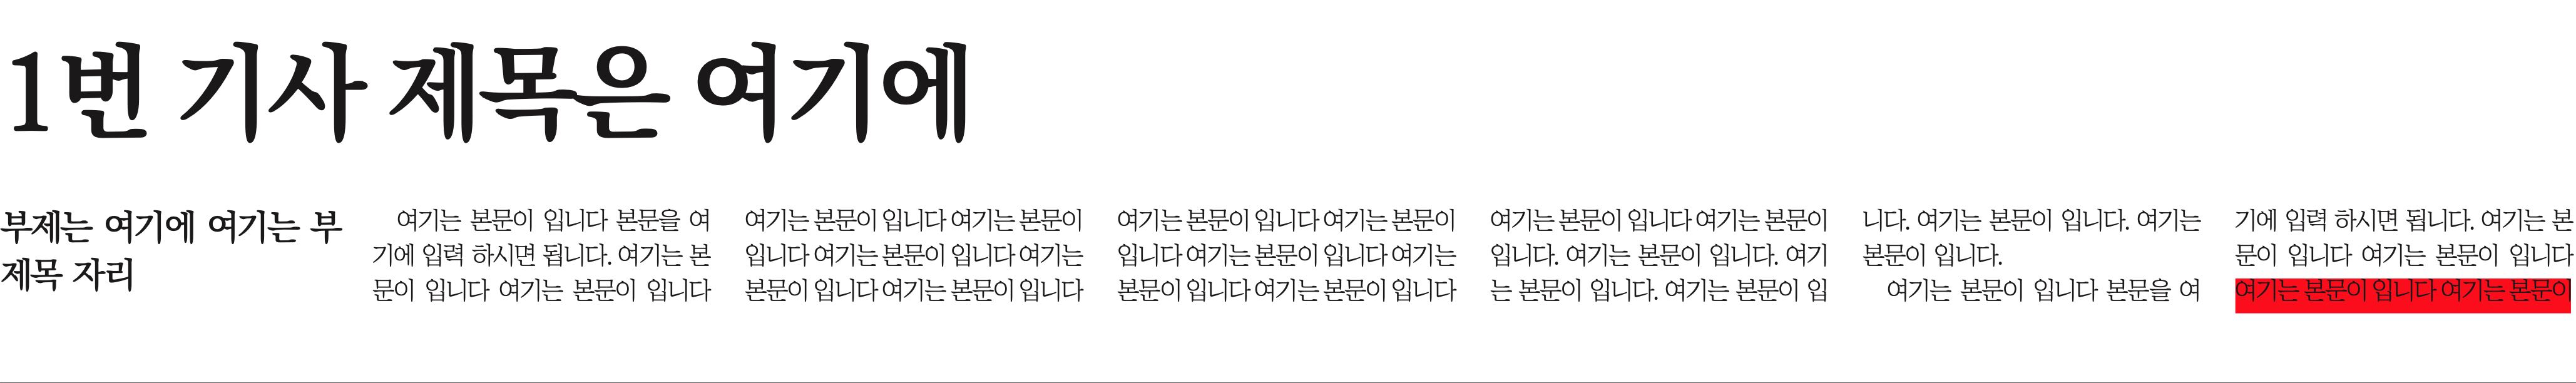 1번 기사 제목은 여기에
부제는 여기에 여기는 부
제목 자리
여기는 본문이 입니다 본문을 여
기에 입력 하시면 됩니다. 여기는 본
문이 입니다 여기는 본문이 입니다
여기는 본문이 입니다 여기는 본문이
입니다 여기는 본문이 입니다 여기는
본문이 입니다 여기는 본문이 입니다
여기는 본문이 입니다 여기는 본문이
입니다 여기는 본문이 입니다 여기는
본문이 입니다 여기는 본문이 입니다
여기는 본문이 입니다 여기는 본문이
입니다. 여기는 본문이 입니다. 여기
는 본문이 입니다. 여기는 본문이 입
니다. 여기는 본문이 입니다. 여기는
본문이 입니다.
여기는 본문이 입니다 본문을 여
기에 입력 하시면 됩니다. 여기는 본
문이 입니다 여기는 본문이 입니다
여기는 본문이 입니다 여기는 본문이